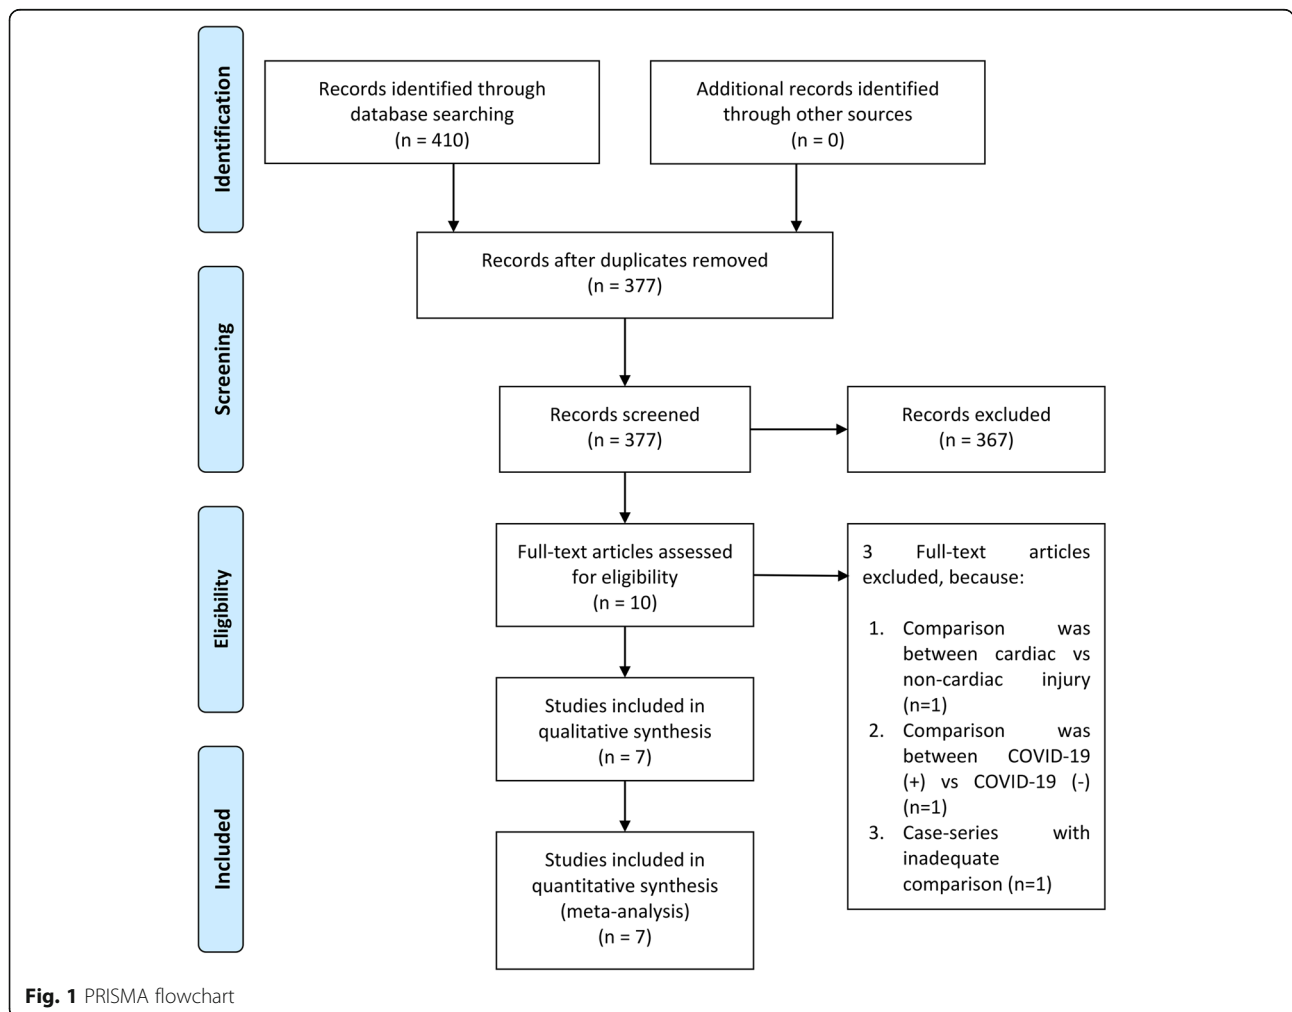 Identification
Records identified through
database searching
(n = 410)
Additional records identified
through other sources
(n = 0)
Records after duplicates removed
(n = 377)
Screening
Records screened
(n = 377)
Records excluded
(n = 367)
Eligibility
Full-text articles assessed
for eligibility
(n = 10)
3 Full-text articles
excluded, because:
1. Comparison was
between cardiac vs
non-cardiac injury
(n=1)
2. Comparison was
between COVID-19
(+) vs COVID-19 (-)
(n=1)
3. Case-series with
inadequate
comparison (n=1)
Studies included in
qualitative synthesis
(n = 7)
Included
Studies included in
quantitative synthesis
(meta-analysis)
(n = 7)
Fig. 1 PRISMA flowchart